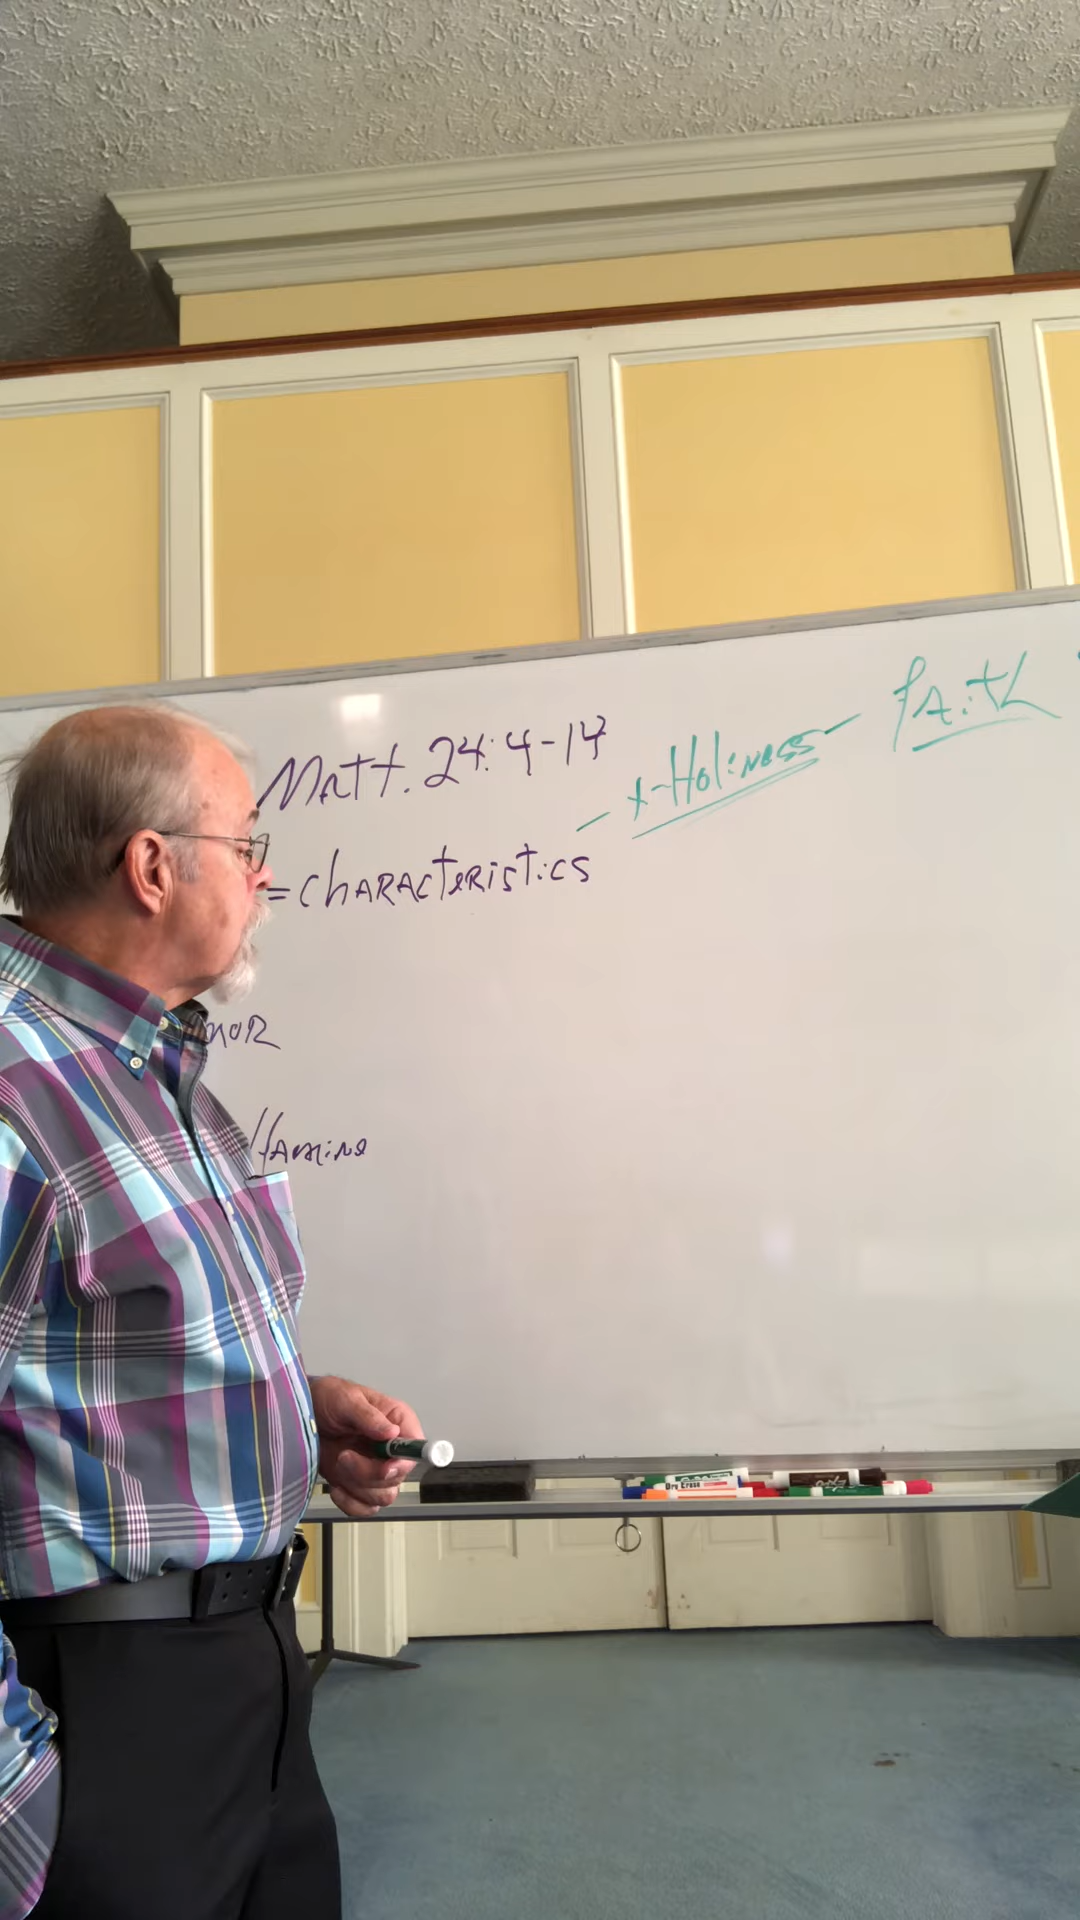 Matt. 24:4-14
x-Holiness - faith
= characteristics
Famine
Dry Erase